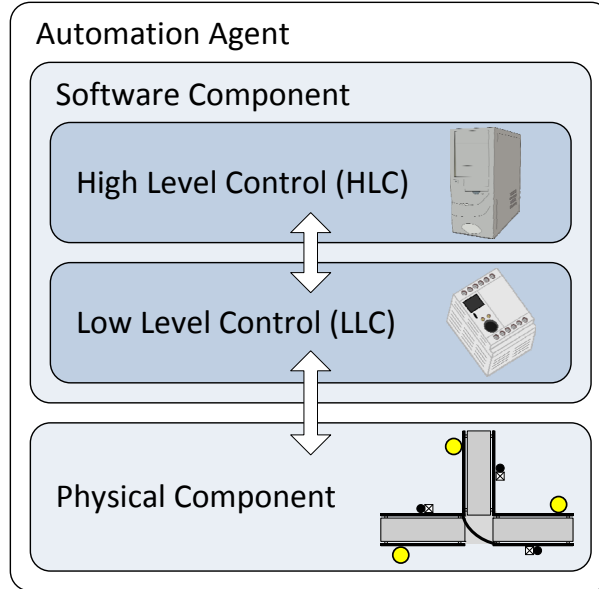 Automation Agent
Software Component
High Level Control (HLC)
Low Level Control (LLC)
Physical Component